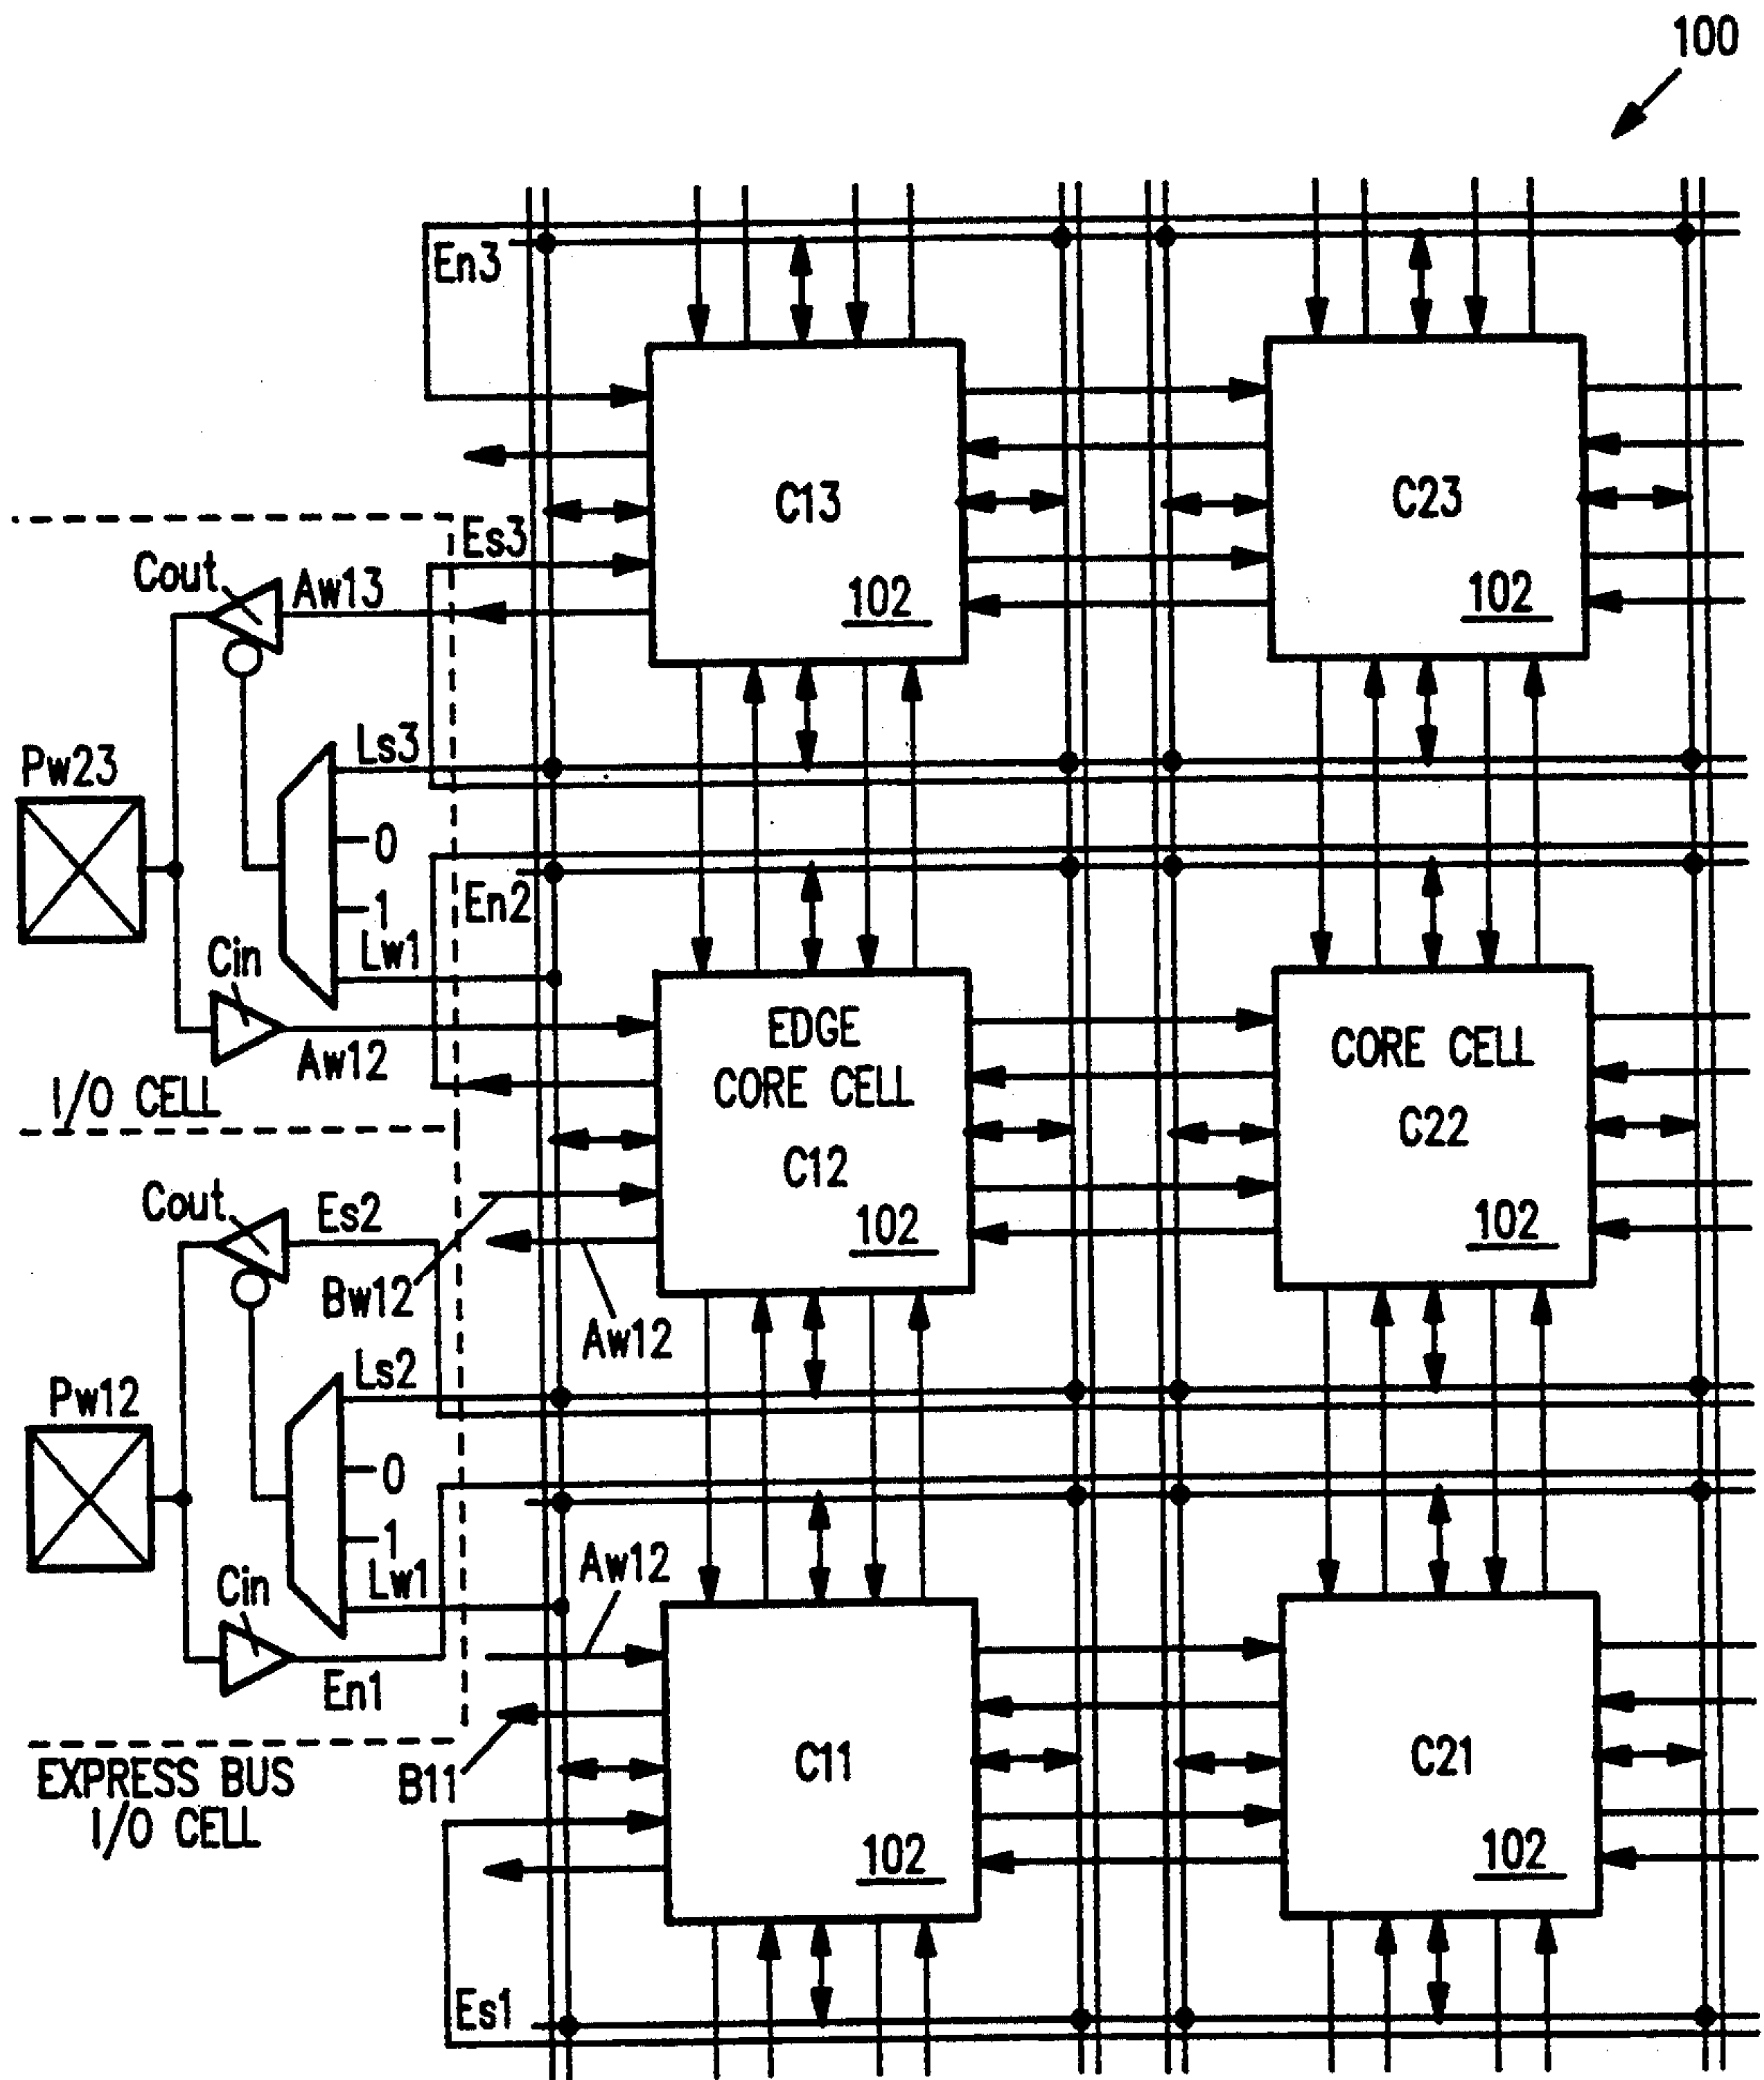 100
En3
C13
102
C23
102
Es3
Cout
Aw13
Pw23
Ls3
0
1
Lw1
En2
Cin
Aw12
I/O CELL
EDGE
CORE CELL
C12
102
CORE CELL
C22
102
Cout
Es2
Bw12
Aw12
Ls2
Pw12
0
1
Lw1
Cin
En1
Aw12
B11
EXPRESS BUS
I/O CELL
C11
102
C21
102
Es1